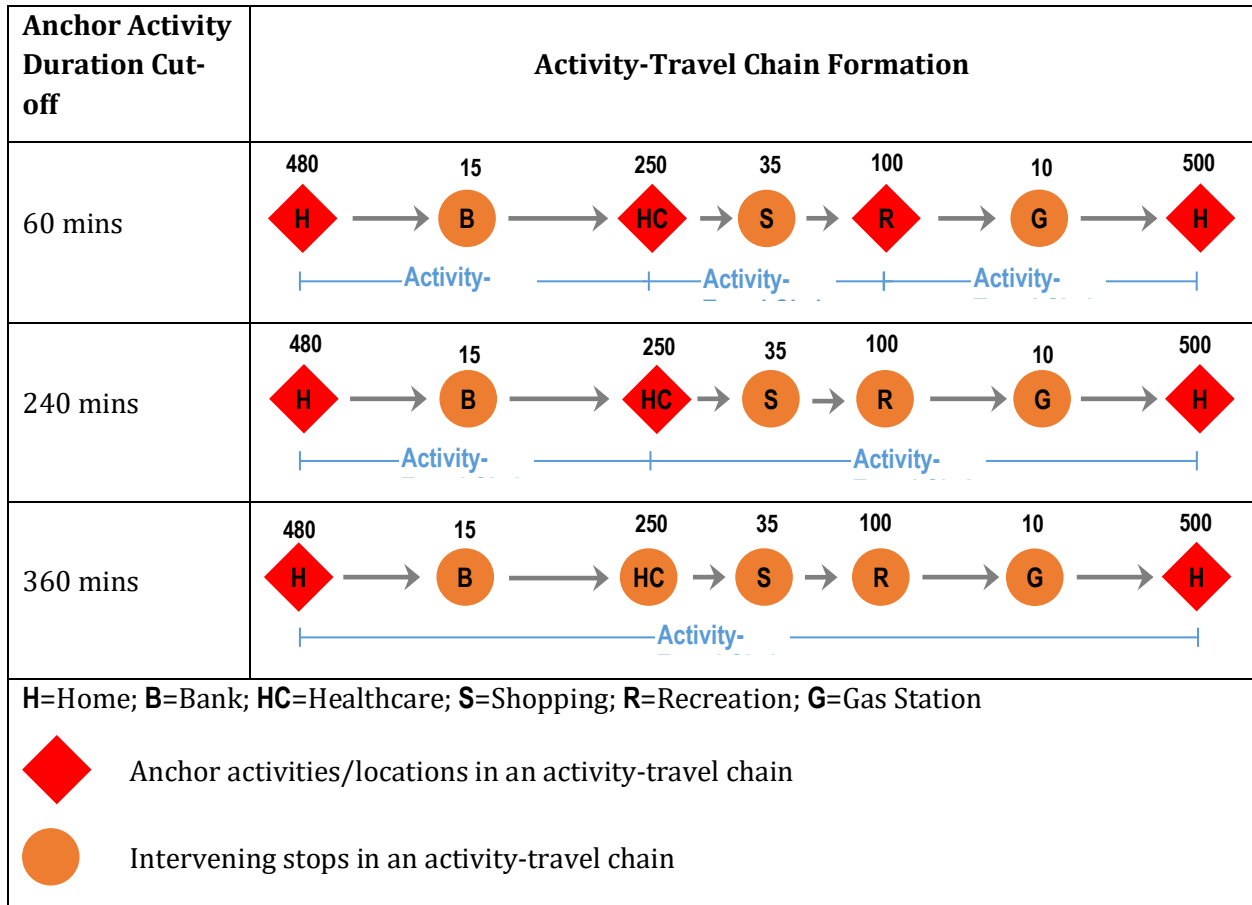 Anchor Activity
Duration Cut-
off
Activity-Travel Chain Formation
60 mins
480 15 250 35 100 10 500
H B HC S R G H
Activity- Activity- Activity-
240 mins
480 15 250 35 100 10 500
H B HC S R G H
Activity- Activity-
360 mins
480 15 250 35 100 10 500
H B HC S R G H
Activity-
H=Home; B=Bank; HC=Healthcare; S=Shopping; R=Recreation; G=Gas Station
Anchor activities/locations in an activity-travel chain
Intervening stops in an activity-travel chain